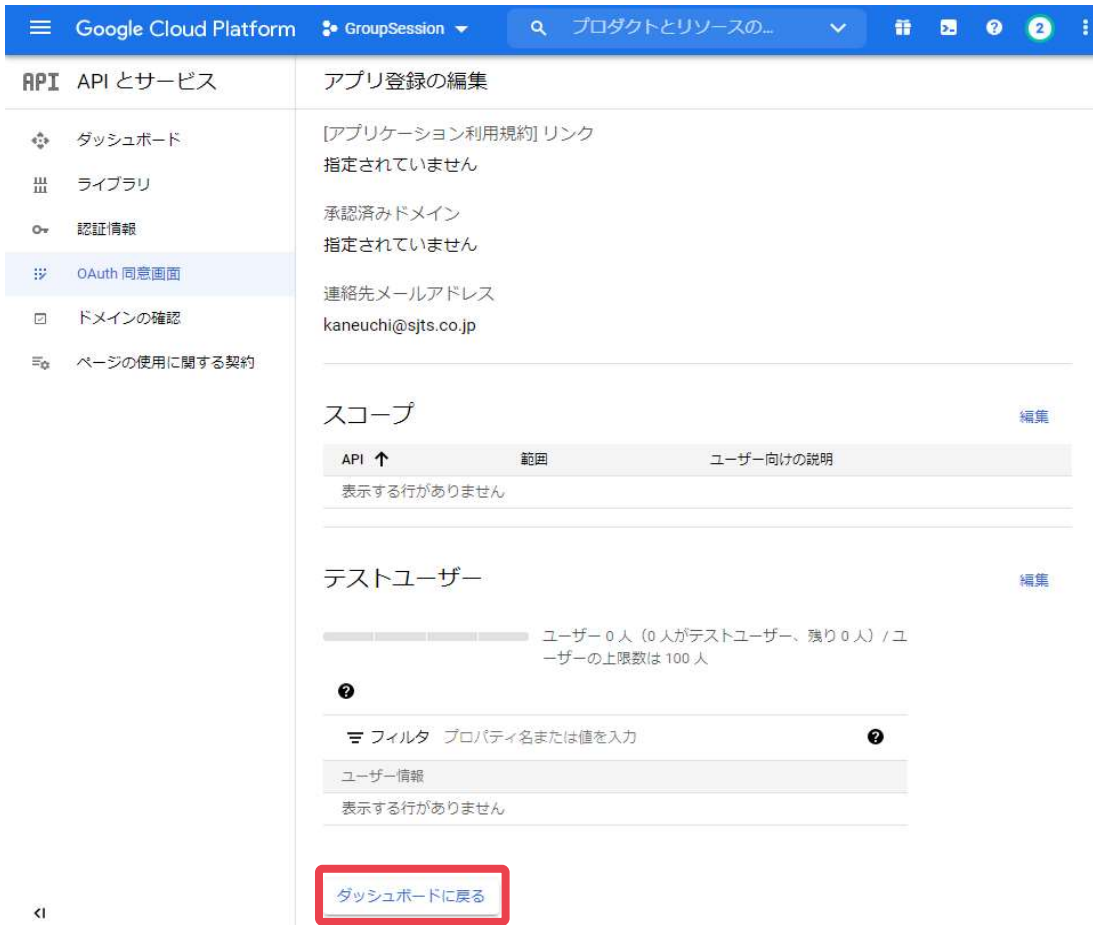 Google Cloud Platform GroupSession プロダクトとリソースの... 2
API APIとサービス
アプリ登録の編集
ダッシュボード
ライブラリ
認証情報
OAuth 同意画面
ドメインの確認
ページの使用に関する契約
[アプリケーション利用規約] リンク
指定されていません
承認済みドメイン
指定されていません
連絡先メールアドレス
kaneuchi@sjts.co.jp
スコープ 編集
API 範囲 ユーザー向けの説明
表示する行がありません
テストユーザー 編集
ユーザー 0 人（0 人がテストユーザー、残り 0 人）/ ユ
ーザーの上限数は 100 人
フィルタ プロパティ名または値を入力
ユーザー情報
表示する行がありません
ダッシュボードに戻る